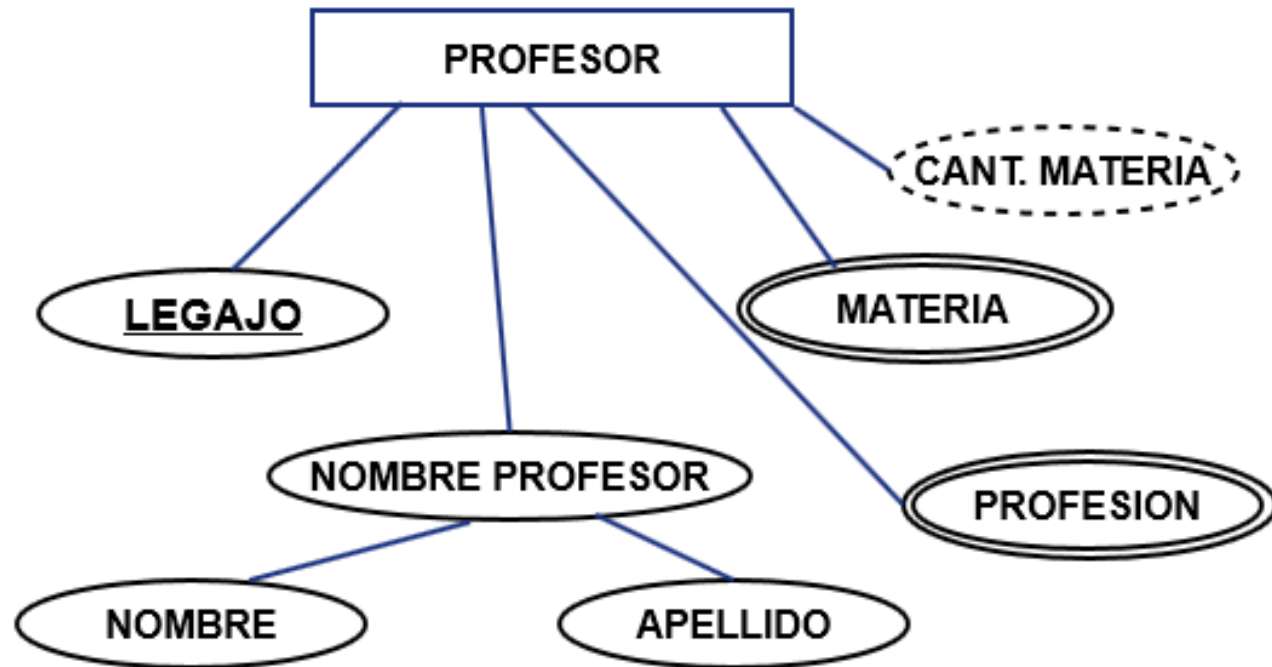 PROFESOR
CANT. MATERIA
LEGAJO
MATERIA
NOMBRE PROFESOR
PROFESION
NOMBRE
APELLIDO